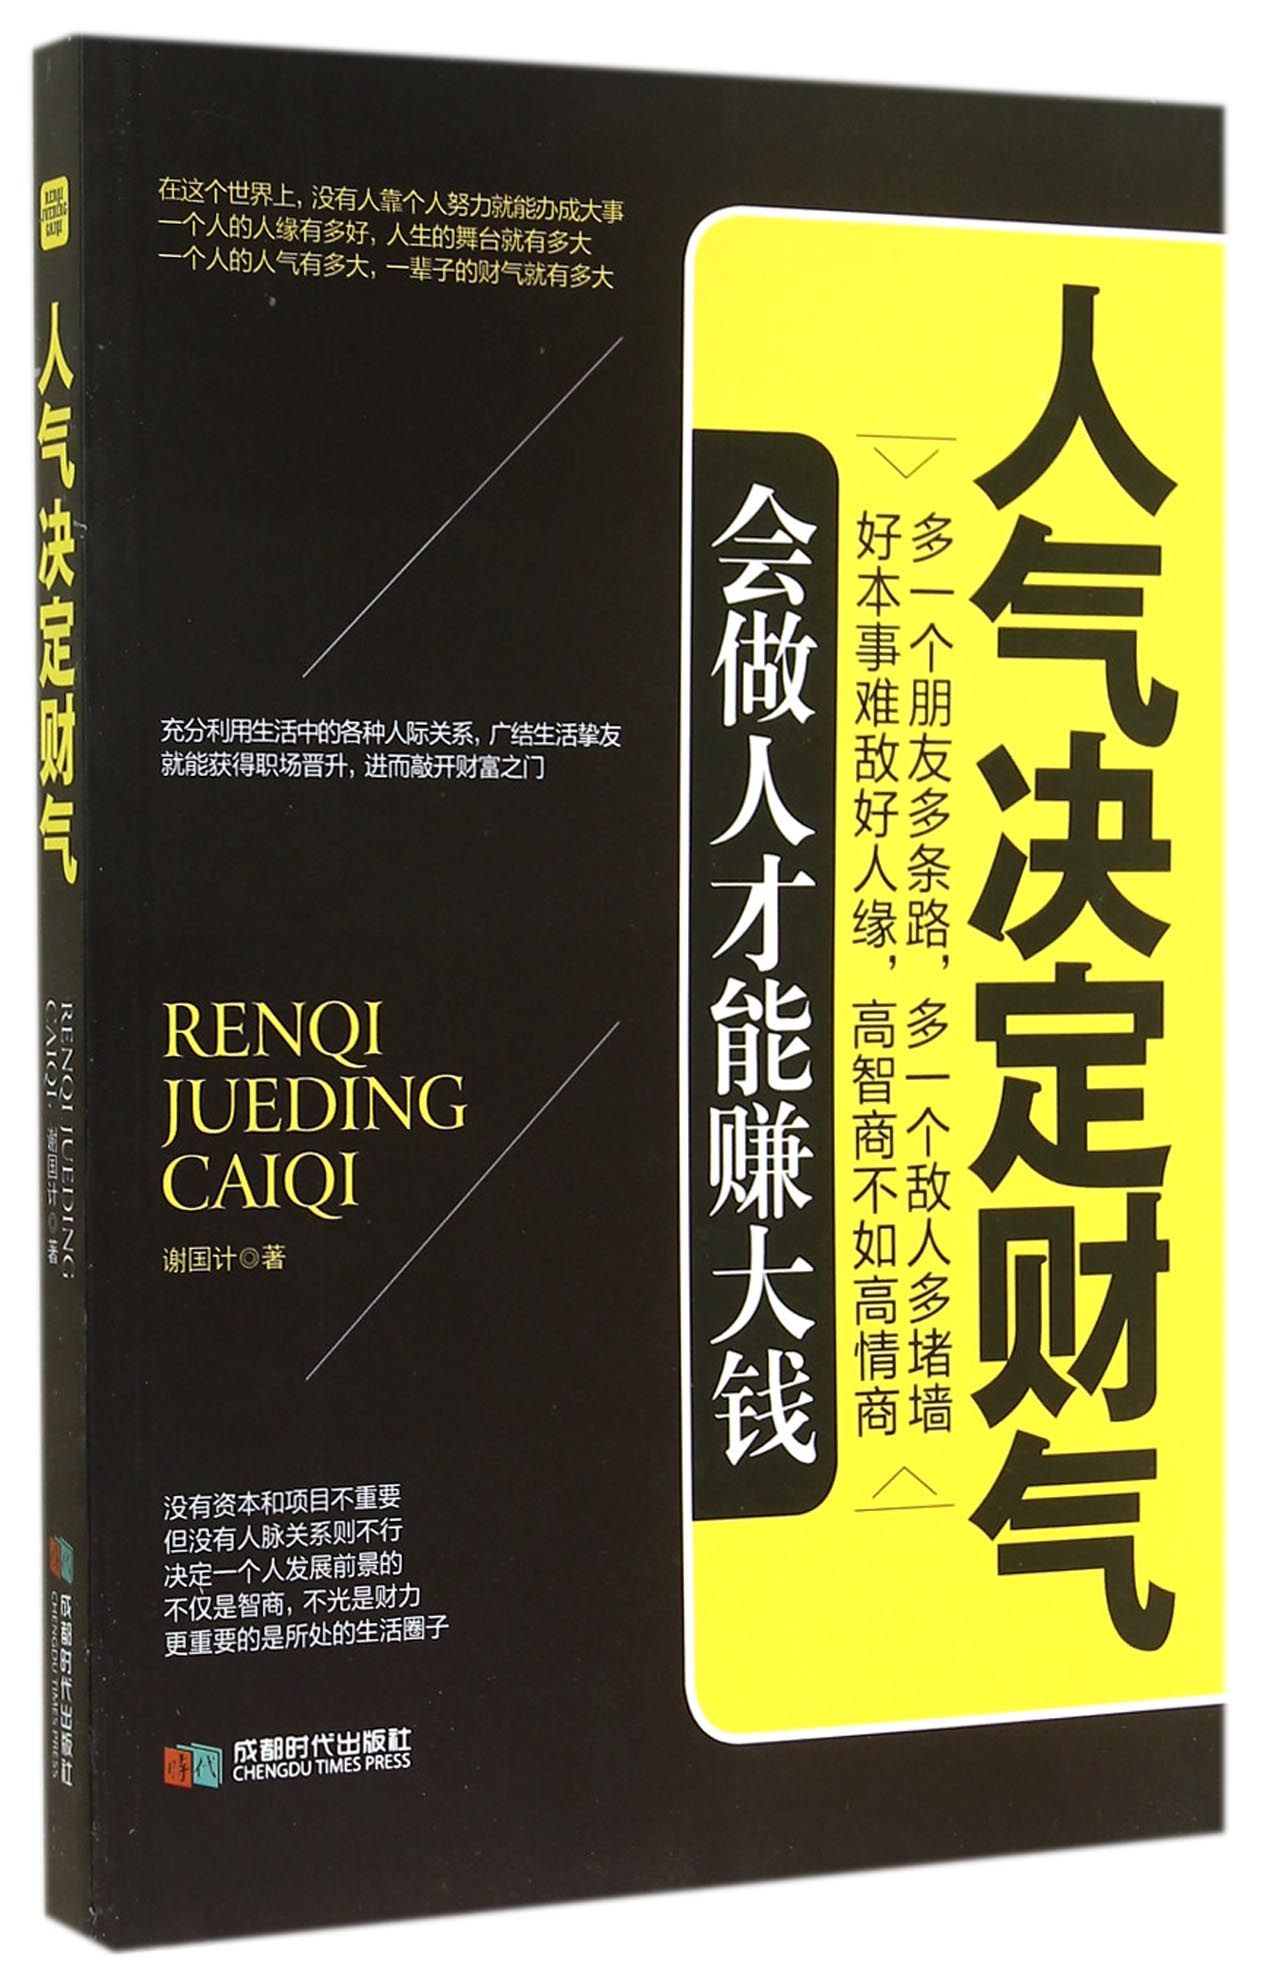 在这个世界上，没有人靠个人努力就能办成大事
一个人的人缘有多好，人生的舞台就有多大
一个人的人气有多大，一辈子的财气就有多大
人气决定财气
多一个朋友多条路，多一个敌人多堵墙
好本事难敌好人缘，高智商不如高情商
会做人才能赚大钱
充分利用生活中的各种人际关系，广结生活挚友
就能获得职场晋升，进而敲开财富之门
RENQI
JUEDING
CAIQI
谢国计◎著
没有资本和项目不重要
但没有人脉关系则不行
决定一个人发展前景的
不仅是智商，不光是财力
更重要的是所处的生活圈子
時代
成都时代出版社
CHENGDU TIMES PRESS
RENQI
JUEDING
CAIQI
人气决定财气
RENQI JUEDING
CAIQI
谢国计◎著
時代
成都时代出版社
CHENGDU TIMES PRESS